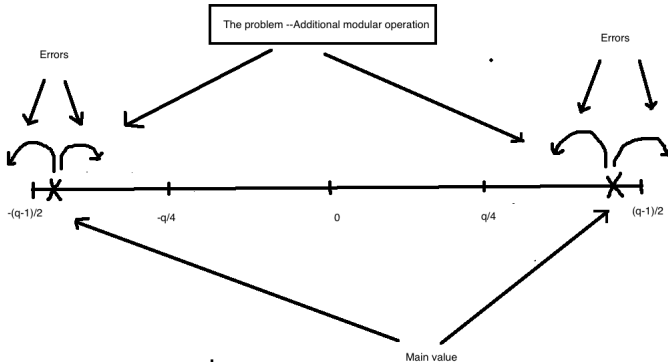 The problem --Additional modular operation
Errors
Errors
-(q-1)/2
-q/4
0
q/4
(q-1)/2
Main value